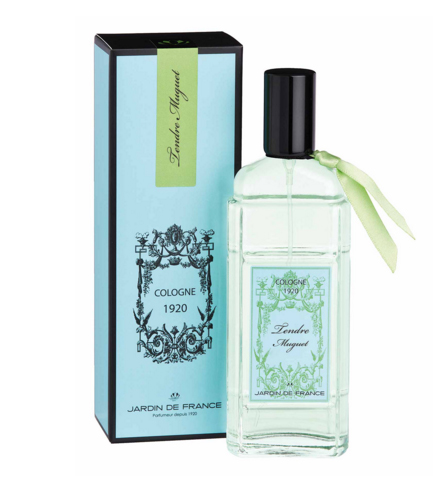 Tendre Muguet
COLOGNE
1920
JARDIN DE FRANCE
Parfumeur depuis 1920
COLOGNE
1920
Tendre
Muguet
JARDIN DE FRANCE